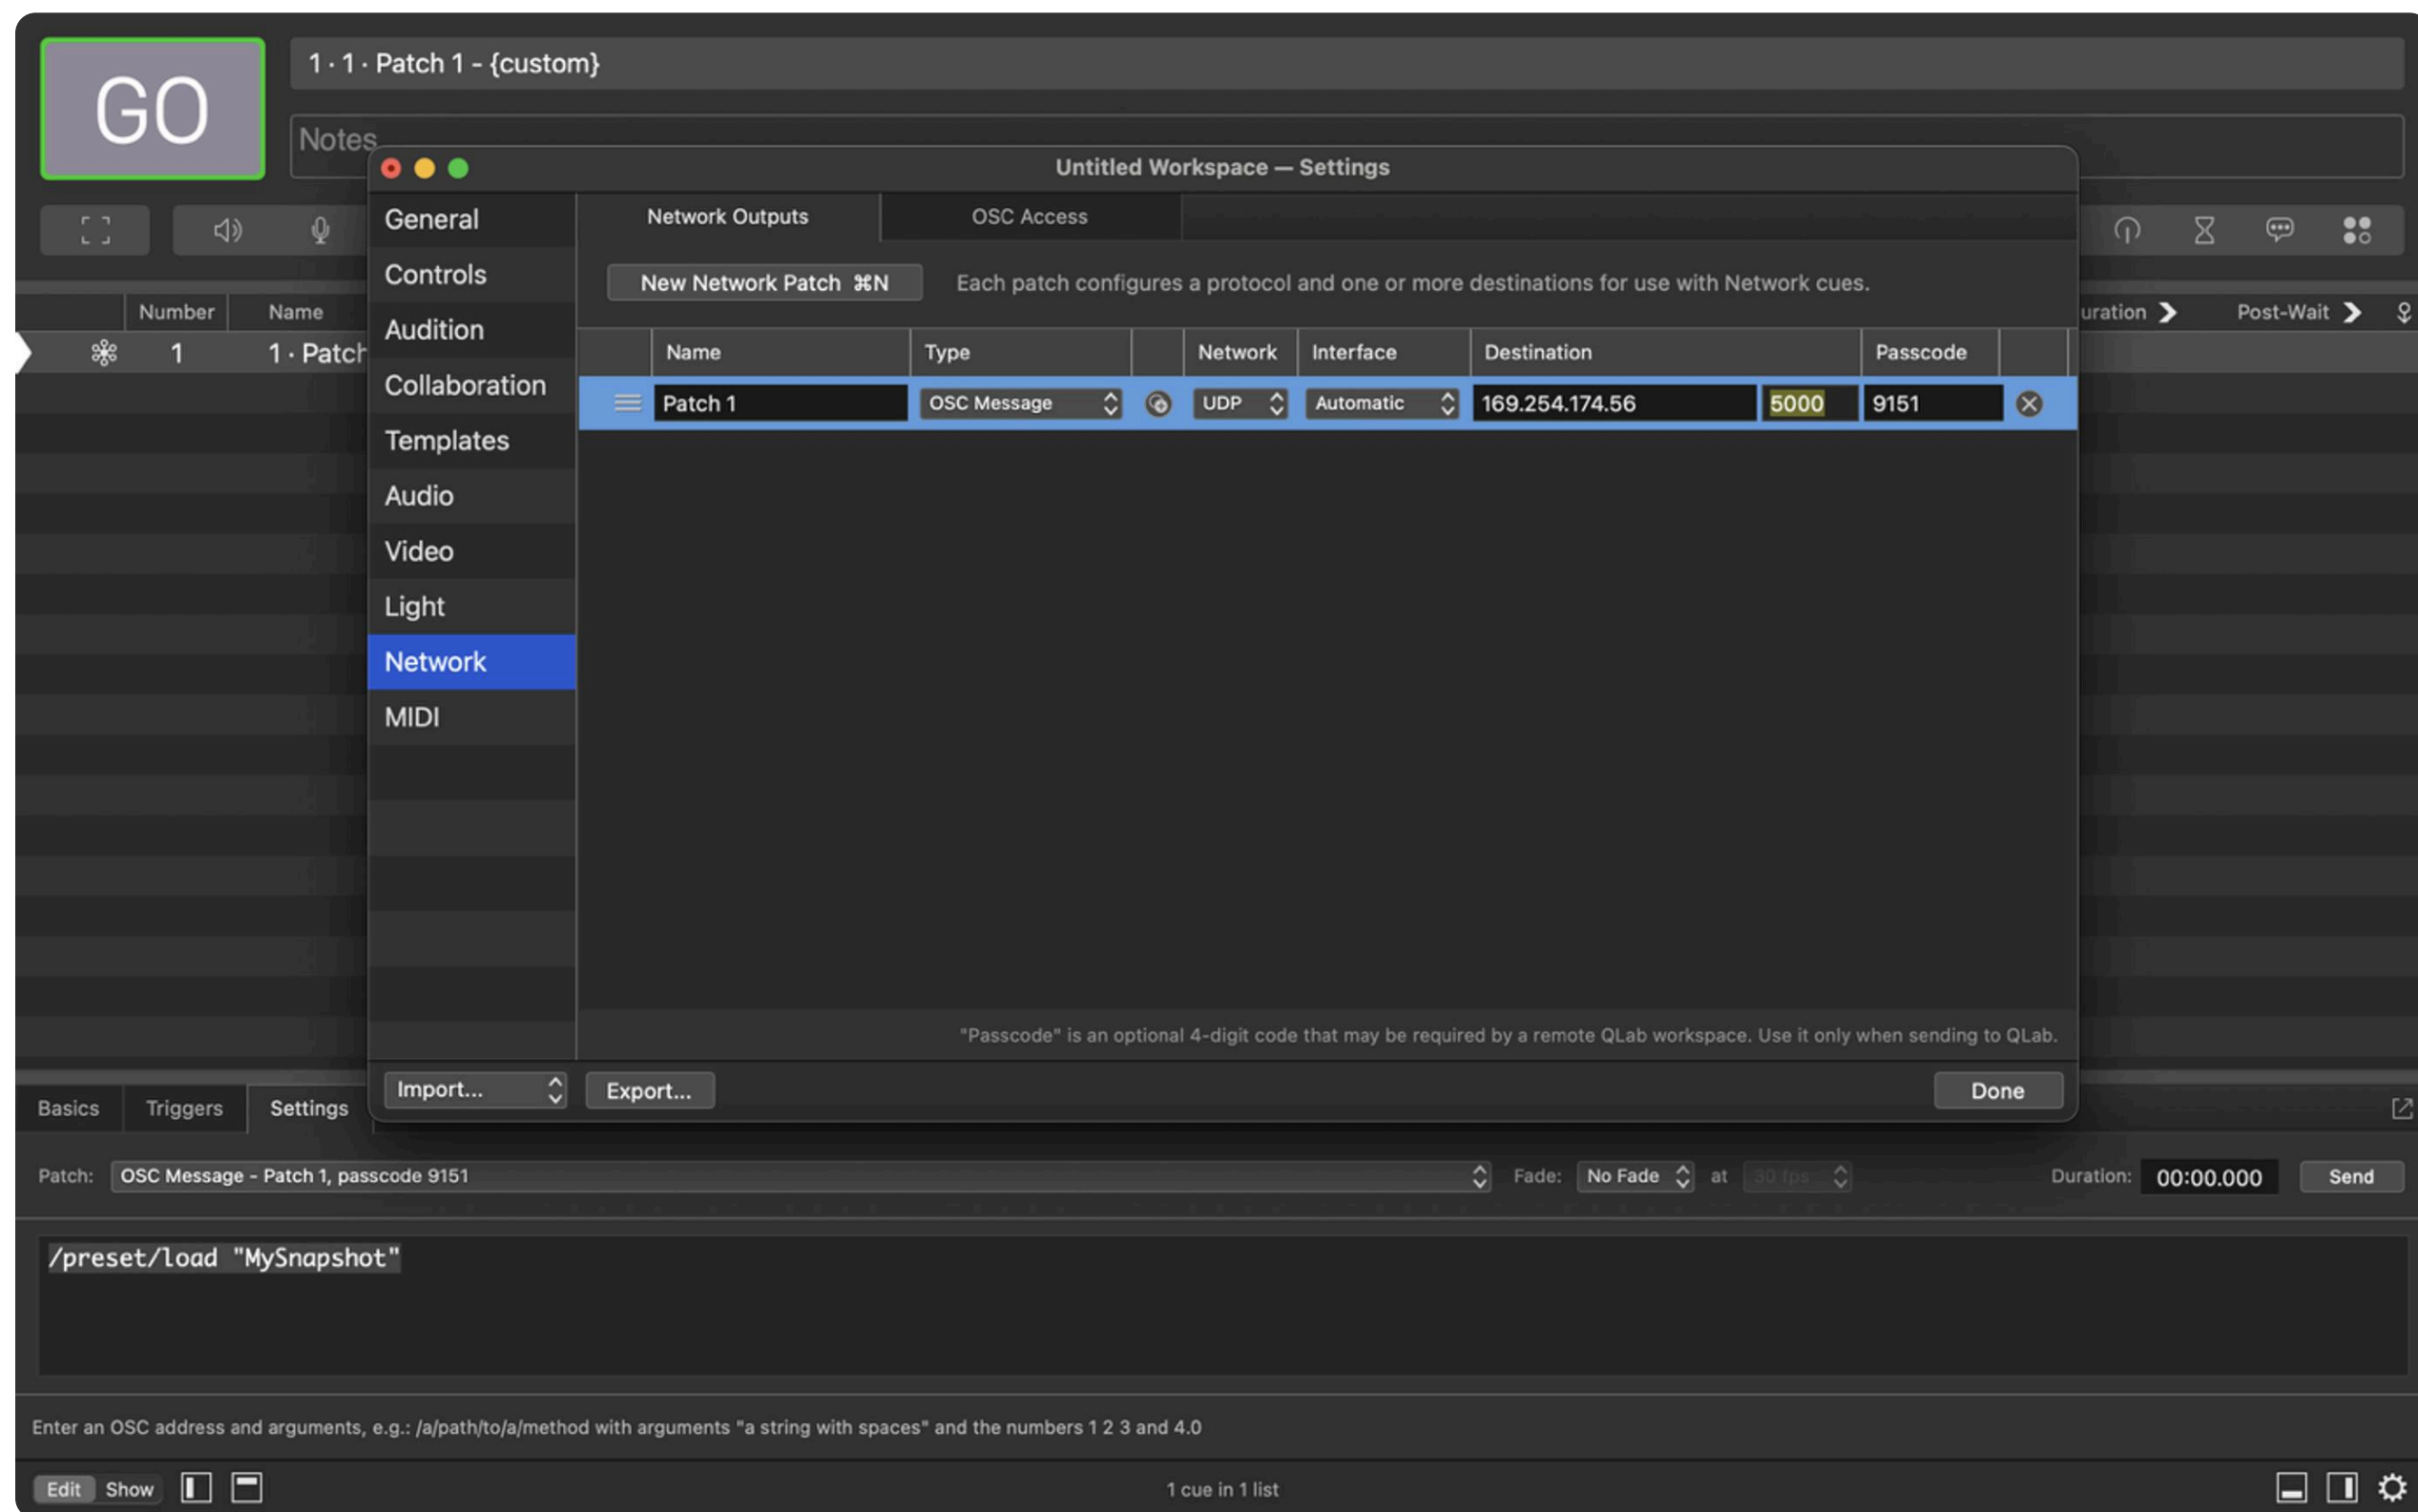 GO
1 · 1 · Patch 1 - {custom}
Notes
Untitled Workspace — Settings
General
Controls
Audition
Collaboration
Templates
Audio
Video
Light
Network
MIDI
Network Outputs OSC Access
New Network Patch ⌘N Each patch configures a protocol and one or more destinations for use with Network cues.
Name Type Network Interface Destination Passcode
Patch 1 OSC Message UDP Automatic 169.254.174.56 5000 9151
"Passcode" is an optional 4-digit code that may be required by a remote QLab workspace. Use it only when sending to QLab.
Import... Export... Done
Number Name uration Post-Wait
1 1 · Patch
Basics Triggers Settings
Patch: OSC Message - Patch 1, passcode 9151 Fade: No Fade at 30 fps Duration: 00:00.000 Send
/preset/load "MySnapshot"
Enter an OSC address and arguments, e.g.: /a/path/to/a/method with arguments "a string with spaces" and the numbers 1 2 3 and 4.0
Edit Show 1 cue in 1 list